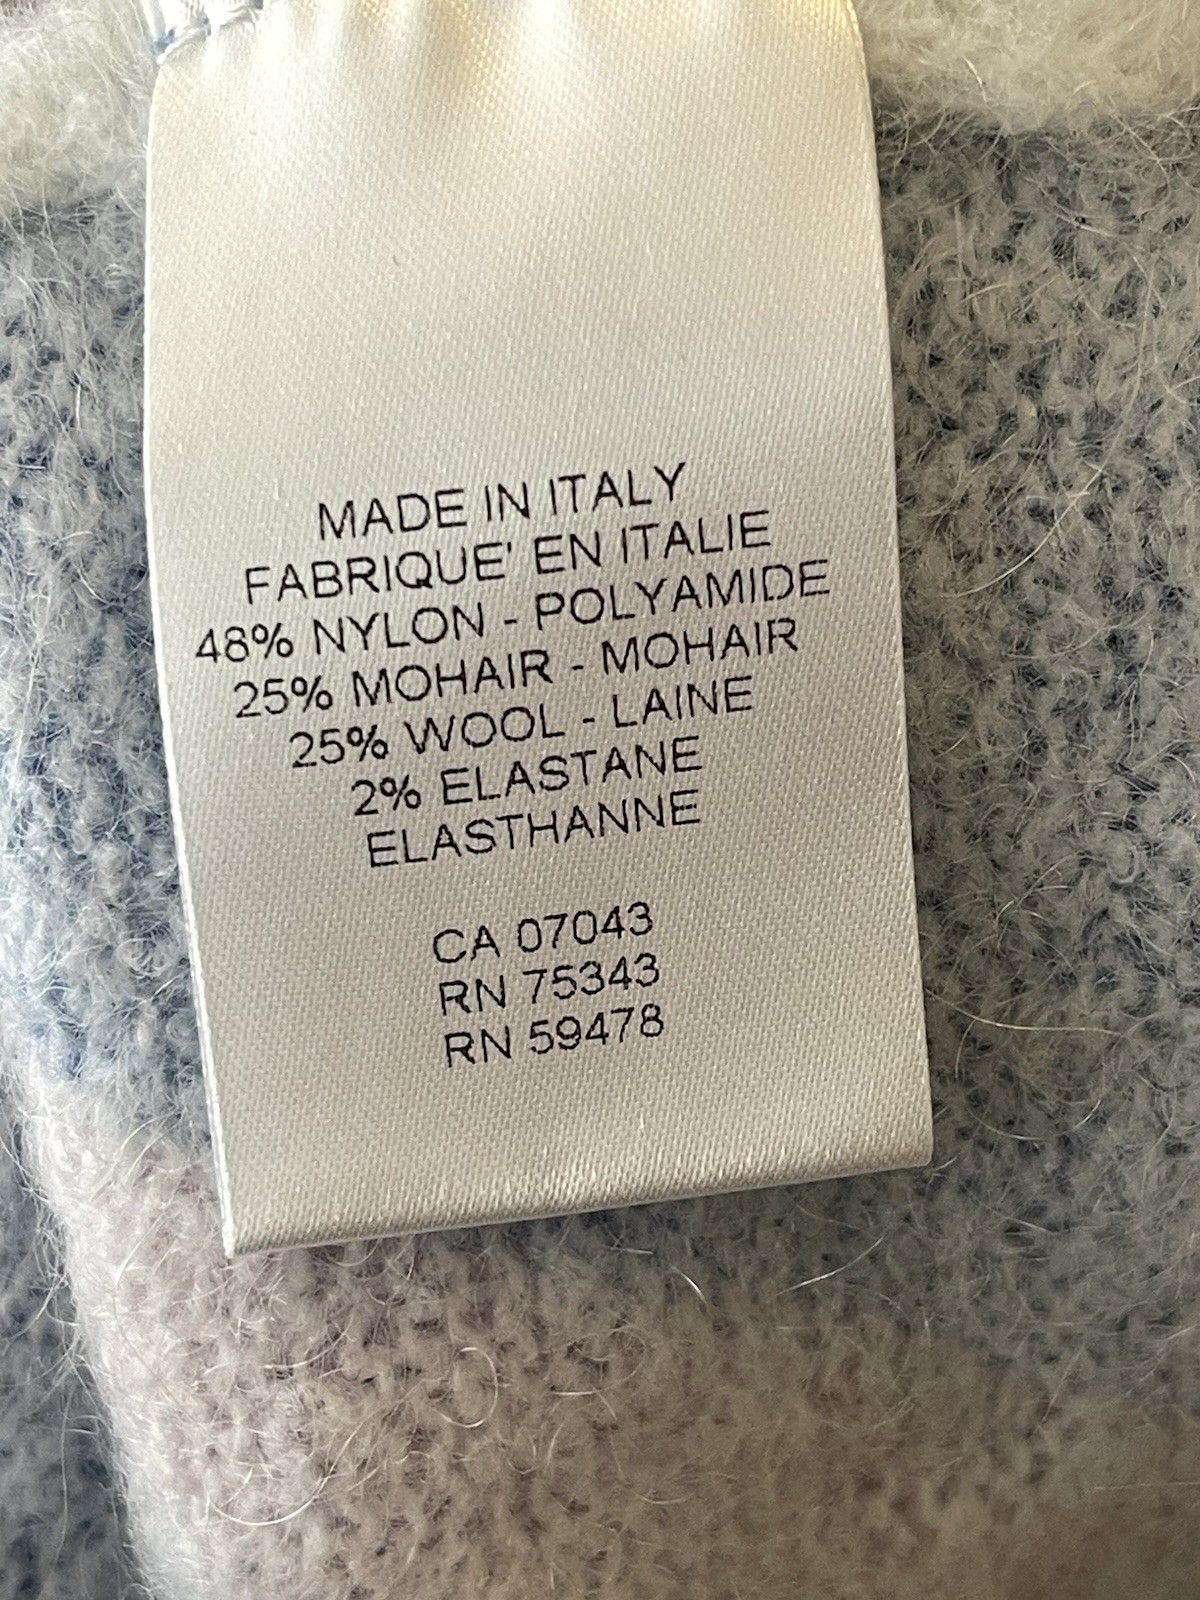 MADE IN ITALY
FABRIQUE' EN ITALIE
48% NYLON - POLYAMIDE
25% MOHAIR - MOHAIR
25% WOOL - LAINE
2% ELASTANE
ELASTHANNE
CA 07043
RN 75343
RN 59478